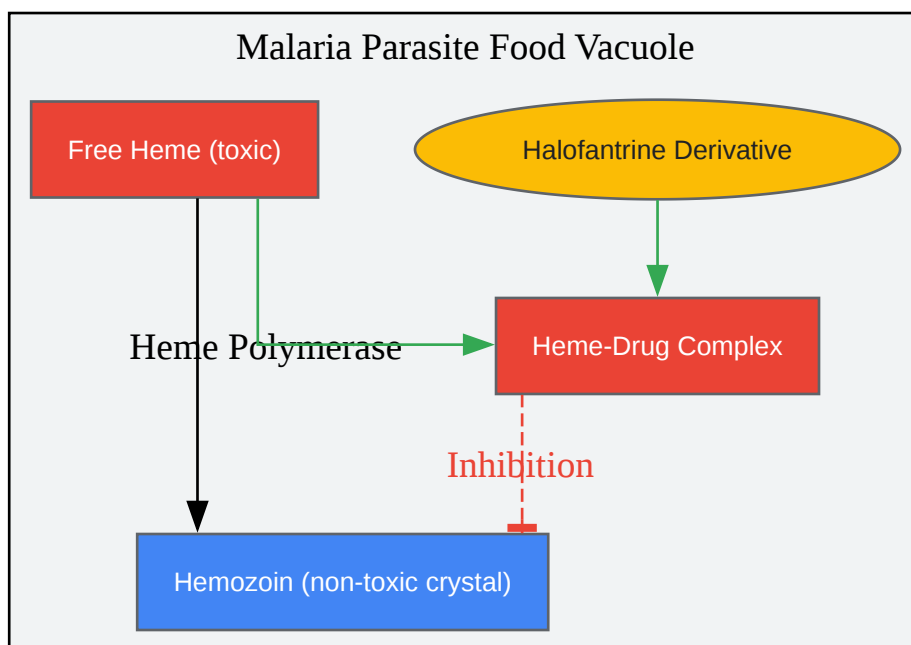 Malaria Parasite Food Vacuole
Free Heme (toxic)
Halofantrine Derivative
Heme Polymerase
Heme-Drug Complex
Inhibition
Hemozoin (non-toxic crystal)